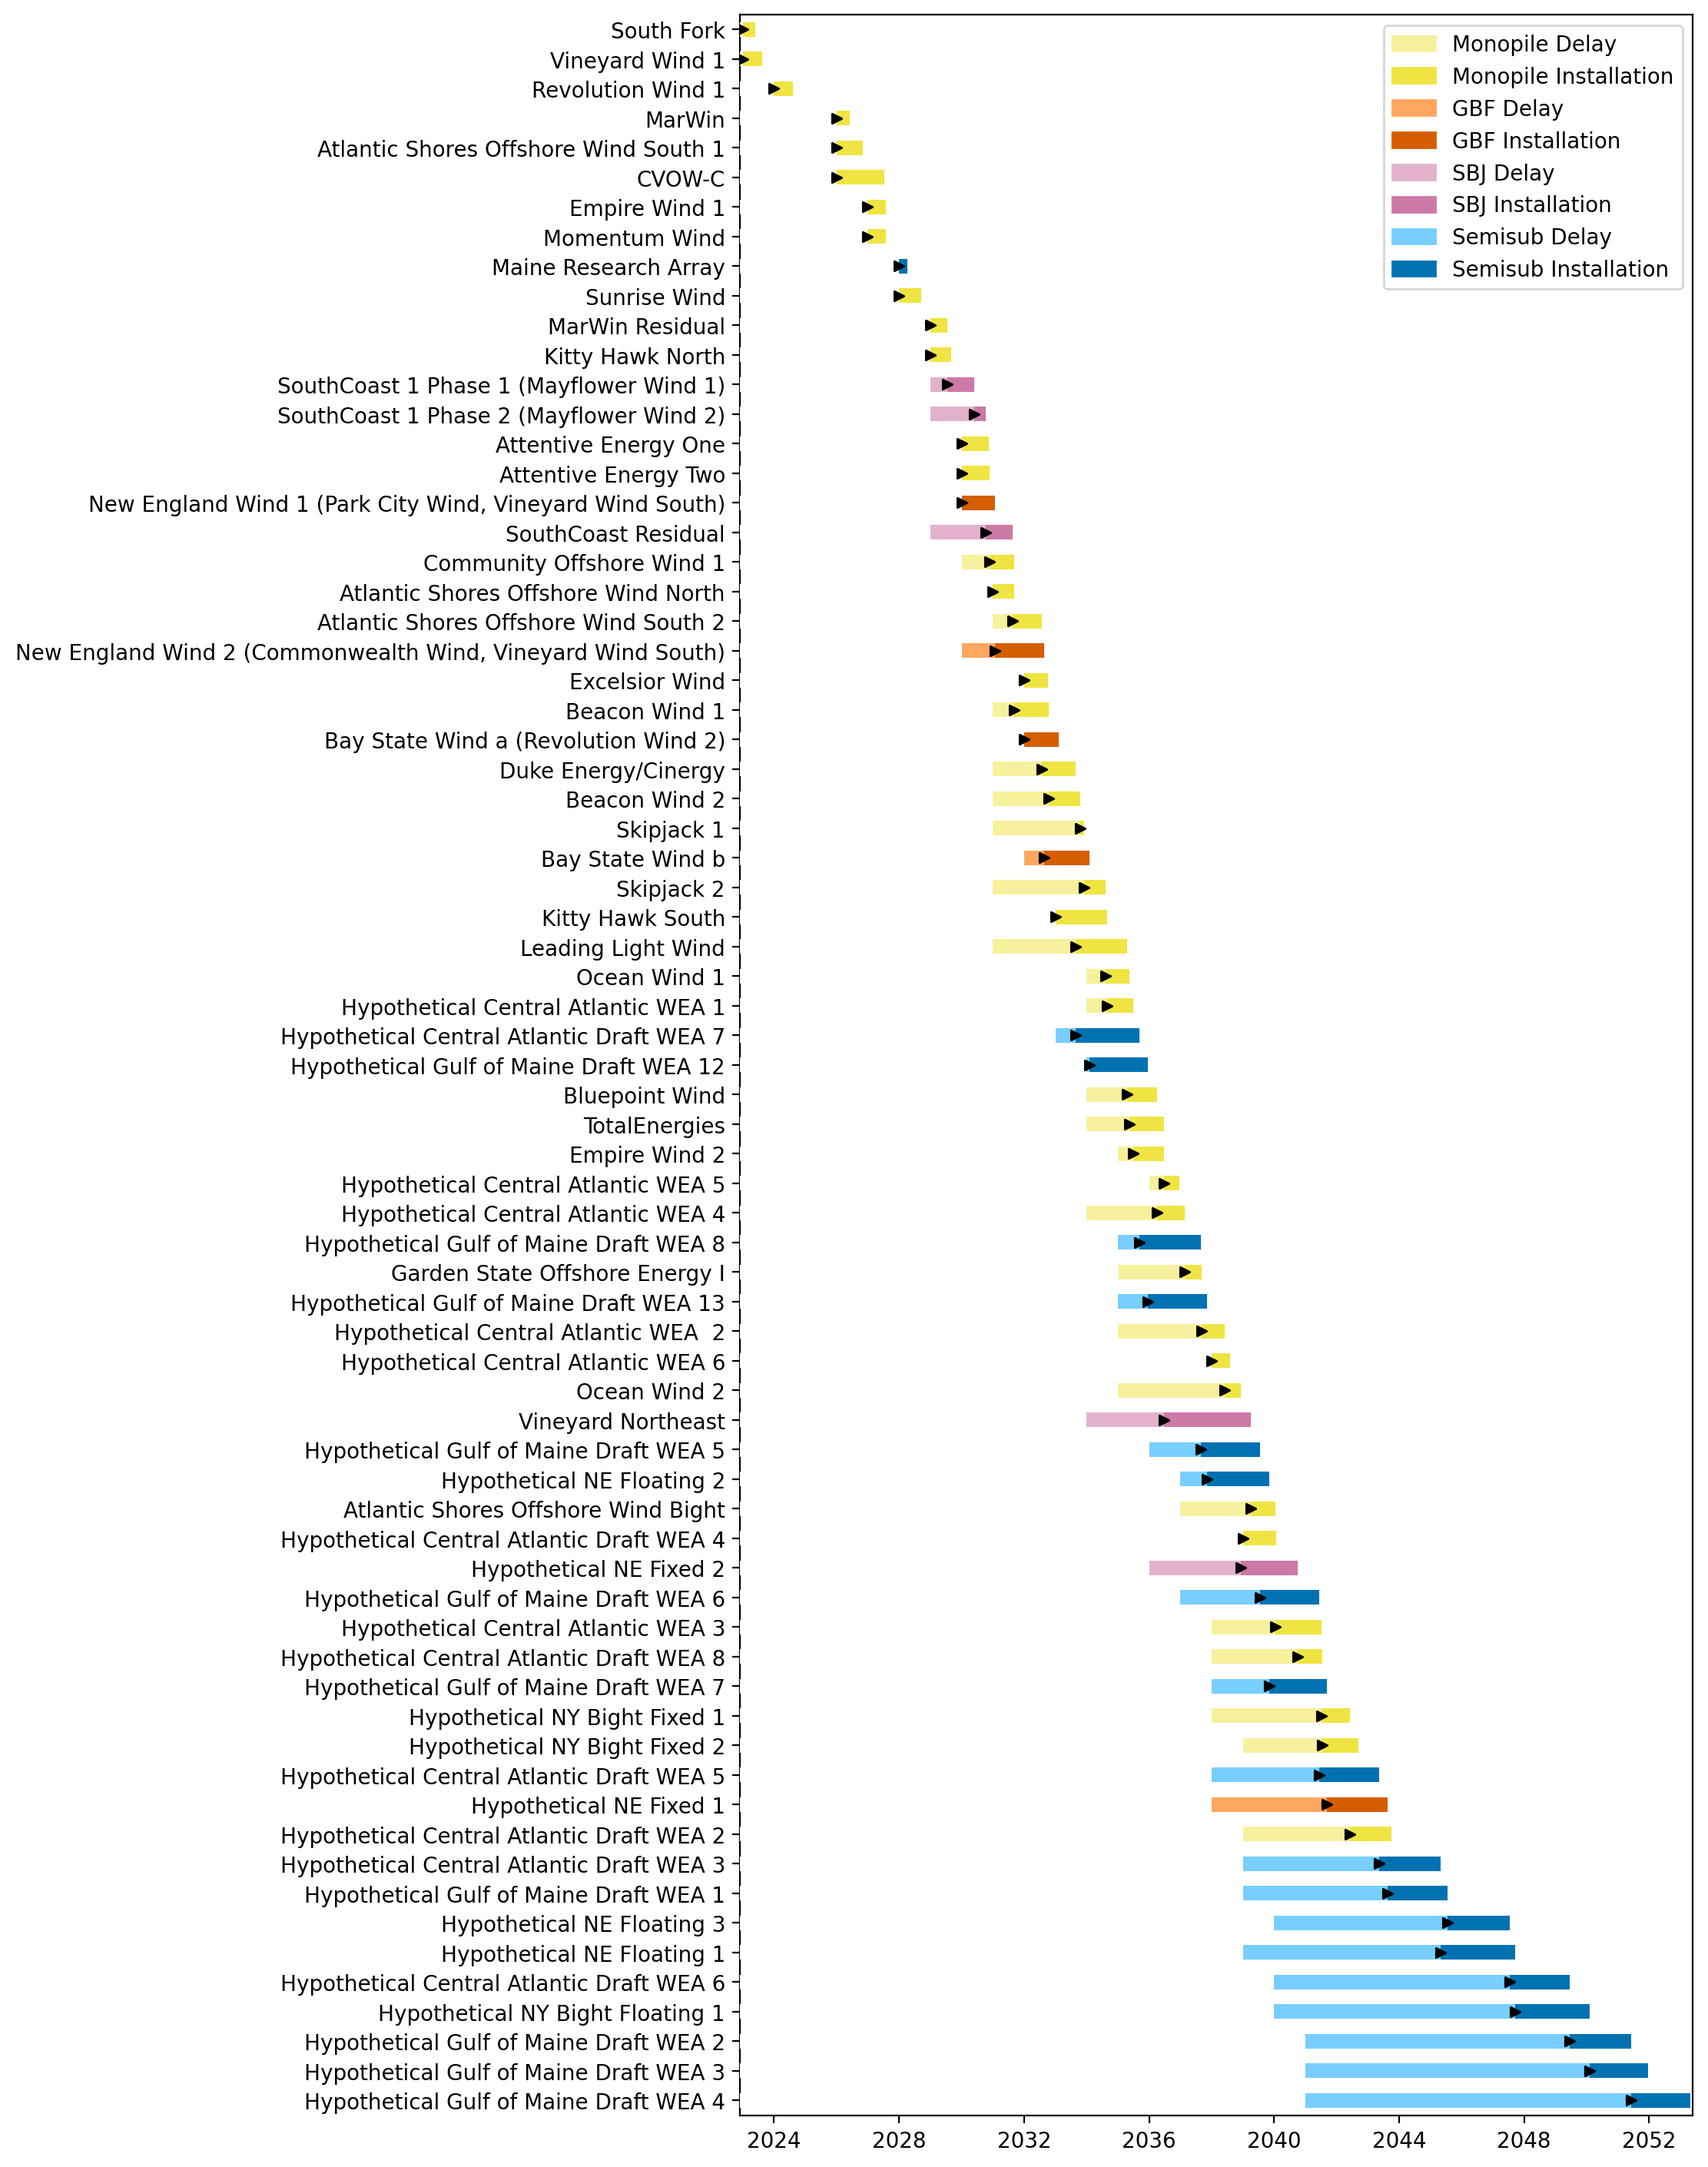 South Fork
Vineyard Wind 1
Revolution Wind 1
MarWin
Atlantic Shores Offshore Wind South 1
CVOW-C
Empire Wind 1
Momentum Wind
Maine Research Array
Sunrise Wind
MarWin Residual
Kitty Hawk North
SouthCoast 1 Phase 1 (Mayflower Wind 1)
SouthCoast 1 Phase 2 (Mayflower Wind 2)
Attentive Energy One
Attentive Energy Two
New England Wind 1 (Park City Wind, Vineyard Wind South)
SouthCoast Residual
Community Offshore Wind 1
Atlantic Shores Offshore Wind North
Atlantic Shores Offshore Wind South 2
New England Wind 2 (Commonwealth Wind, Vineyard Wind South)
Excelsior Wind
Beacon Wind 1
Bay State Wind a (Revolution Wind 2)
Duke Energy/Cinergy
Beacon Wind 2
Skipjack 1
Bay State Wind b
Skipjack 2
Kitty Hawk South
Leading Light Wind
Ocean Wind 1
Hypothetical Central Atlantic WEA 1
Hypothetical Central Atlantic Draft WEA 7
Hypothetical Gulf of Maine Draft WEA 12
Bluepoint Wind
TotalEnergies
Empire Wind 2
Hypothetical Central Atlantic WEA 5
Hypothetical Central Atlantic WEA 4
Hypothetical Gulf of Maine Draft WEA 8
Garden State Offshore Energy I
Hypothetical Gulf of Maine Draft WEA 13
Hypothetical Central Atlantic WEA  2
Hypothetical Central Atlantic WEA 6
Ocean Wind 2
Vineyard Northeast
Hypothetical Gulf of Maine Draft WEA 5
Hypothetical NE Floating 2
Atlantic Shores Offshore Wind Bight
Hypothetical Central Atlantic Draft WEA 4
Hypothetical NE Fixed 2
Hypothetical Gulf of Maine Draft WEA 6
Hypothetical Central Atlantic WEA 3
Hypothetical Central Atlantic Draft WEA 8
Hypothetical Gulf of Maine Draft WEA 7
Hypothetical NY Bight Fixed 1
Hypothetical NY Bight Fixed 2
Hypothetical Central Atlantic Draft WEA 5
Hypothetical NE Fixed 1
Hypothetical Central Atlantic Draft WEA 2
Hypothetical Central Atlantic Draft WEA 3
Hypothetical Gulf of Maine Draft WEA 1
Hypothetical NE Floating 3
Hypothetical NE Floating 1
Hypothetical Central Atlantic Draft WEA 6
Hypothetical NY Bight Floating 1
Hypothetical Gulf of Maine Draft WEA 2
Hypothetical Gulf of Maine Draft WEA 3
Hypothetical Gulf of Maine Draft WEA 4
Monopile Delay
Monopile Installation
GBF Delay
GBF Installation
SBJ Delay
SBJ Installation
Semisub Delay
Semisub Installation
2024 2028 2032 2036 2040 2044 2048 2052